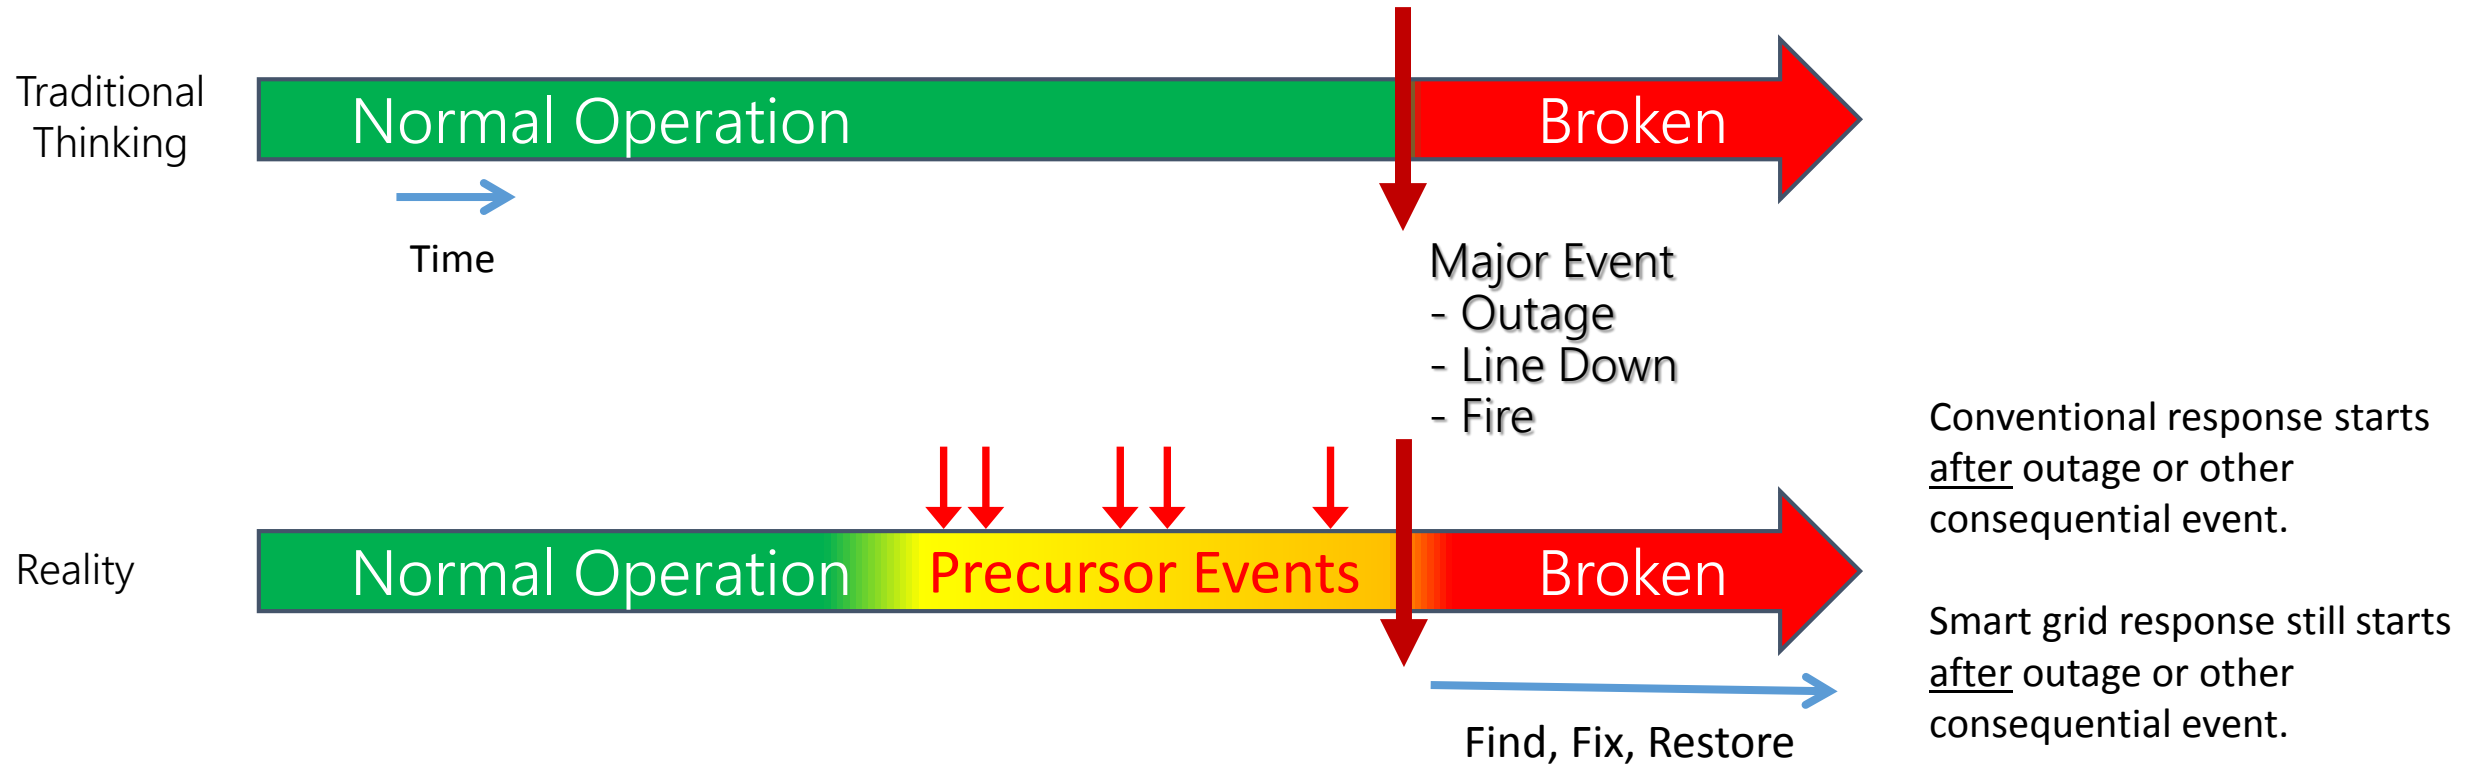 Traditional
Thinking
Normal Operation
Broken
Time
Major Event
- Outage
- Line Down
- Fire
Reality
Normal Operation
Precursor Events
Broken
Find, Fix, Restore
Conventional response starts
after outage or other
consequential event.
Smart grid response still starts
after outage or other
consequential event.